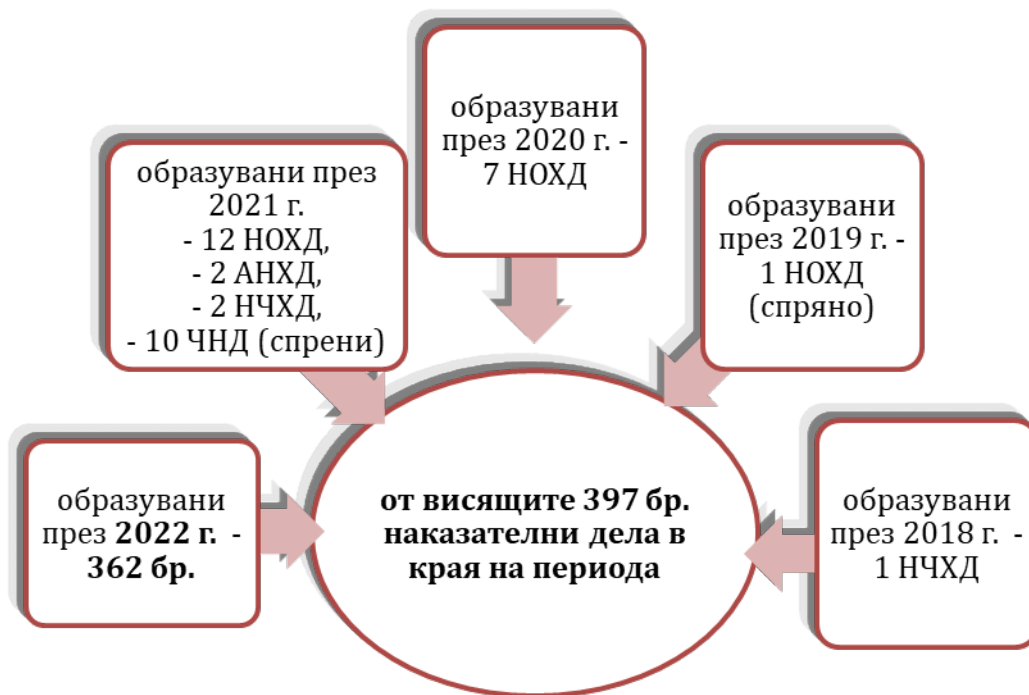 образувани
през 2020 г. -
7 НОХД
образувани през
2021 г.
- 12 НОХД,
- 2 АНХД,
- 2 НЧХД,
- 10 ЧНД (спрени)
образувани
през 2019 г. -
1 НОХД
(спряно)
образувани
през 2022 г. -
362 бр.
от висящите 397 бр.
наказателни дела в
края на периода
образувани
през 2018 г. -
1 НЧХД